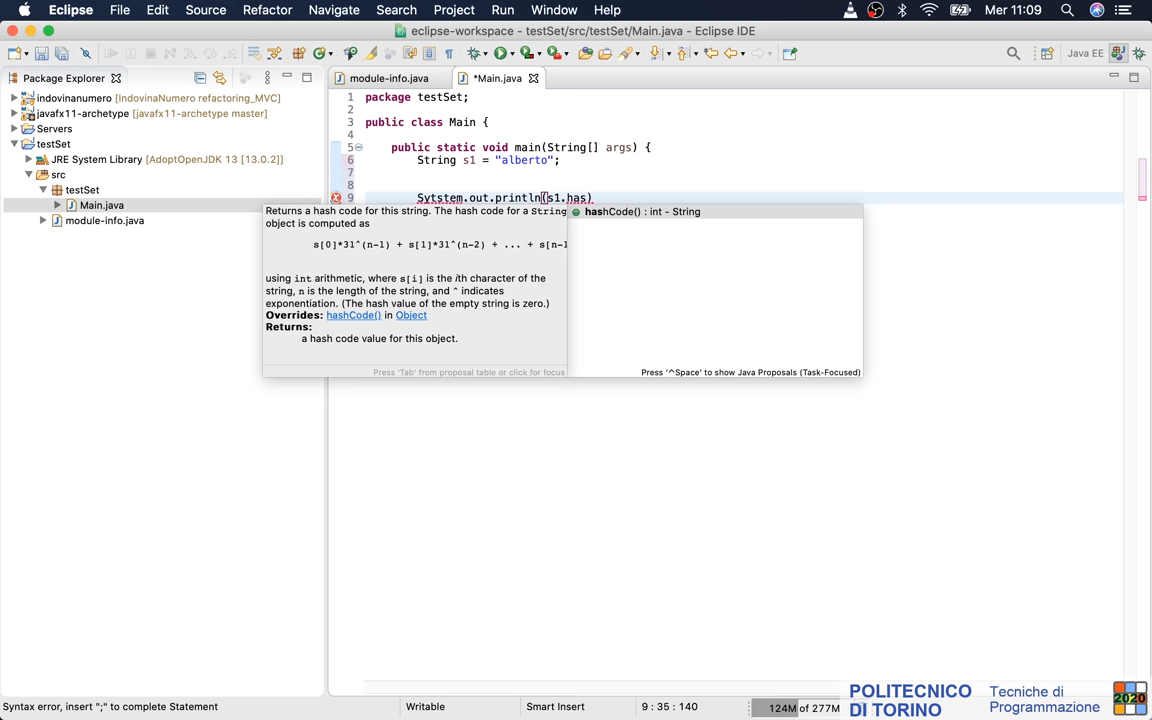 Eclipse File Edit Source Refactor Navigate Search Project Run Window Help Mer 11:09
eclipse-workspace - testSet/src/testSet/Main.java - Eclipse IDE
Java EE
Package Explorer
module-info.java
*Main.java
indovinanumero [IndovinaNumero refactoring_MVC]
javafx11-archetype [javafx11-archetype master]
Servers
testSet
JRE System Library [AdoptOpenJDK 13 [13.0.2]]
src
testSet
Main.java
module-info.java
1 package testSet;
2
3 public class Main {
4
5 public static void main(String[] args) {
6 String s1 = "alberto";
7
8
9 Sytstem.out.println(s1.has)
Returns a hash code for this string. The hash code for a String
object is computed as
s[0]*31^(n-1) + s[1]*31^(n-2) + ... + s[n-1
using int arithmetic, where s[i] is the ith character of the
string, n is the length of the string, and ^ indicates
exponentiation. (The hash value of the empty string is zero.)
Overrides: hashCode() in Object
Returns:
a hash code value for this object.
Press 'Tab' from proposal table or click for focus
hashCode() : int - String
Press '^Space' to show Java Proposals (Task-Focused)
Syntax error, insert ";" to complete Statement
Writable
Smart Insert
9 : 35 : 140
124M of 277M
POLITECNICO
DI TORINO
Tecniche di
Programmazione
2020